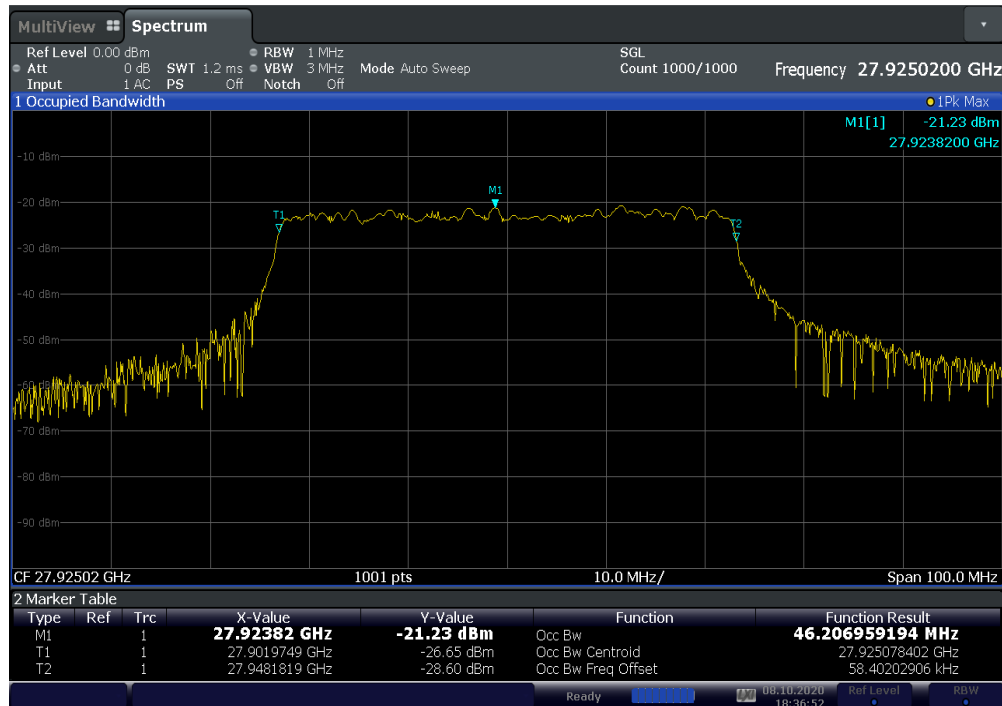 MultiView Spectrum
Ref Level 0.00 dBm RBW 1 MHz SGL
Att 0 dB SWT 1.2 ms VBW 3 MHz Mode Auto Sweep Count 1000/1000 Frequency 27.9250200 GHz
Input 1 AC PS Off Notch Off
1 Occupied Bandwidth 1Pk Max
M1[1] -21.23 dBm
27.9238200 GHz
-10 dBm
M1
-20 dBm
T1
T2
-30 dBm
-40 dBm
-50 dBm
-60 dBm
-70 dBm
-80 dBm
-90 dBm
CF 27.92502 GHz 1001 pts 10.0 MHz/ Span 100.0 MHz
2 Marker Table
Type Ref Trc X-Value Y-Value Function Function Result
M1 1 27.92382 GHz -21.23 dBm Occ Bw 46.206959194 MHz
T1 1 27.9019749 GHz -26.65 dBm Occ Bw Centroid 27.925078402 GHz
T2 1 27.9481819 GHz -28.60 dBm Occ Bw Freq Offset 58.40202906 kHz
Ready LXI 08.10.2020 Ref Level RBW
18:36:52